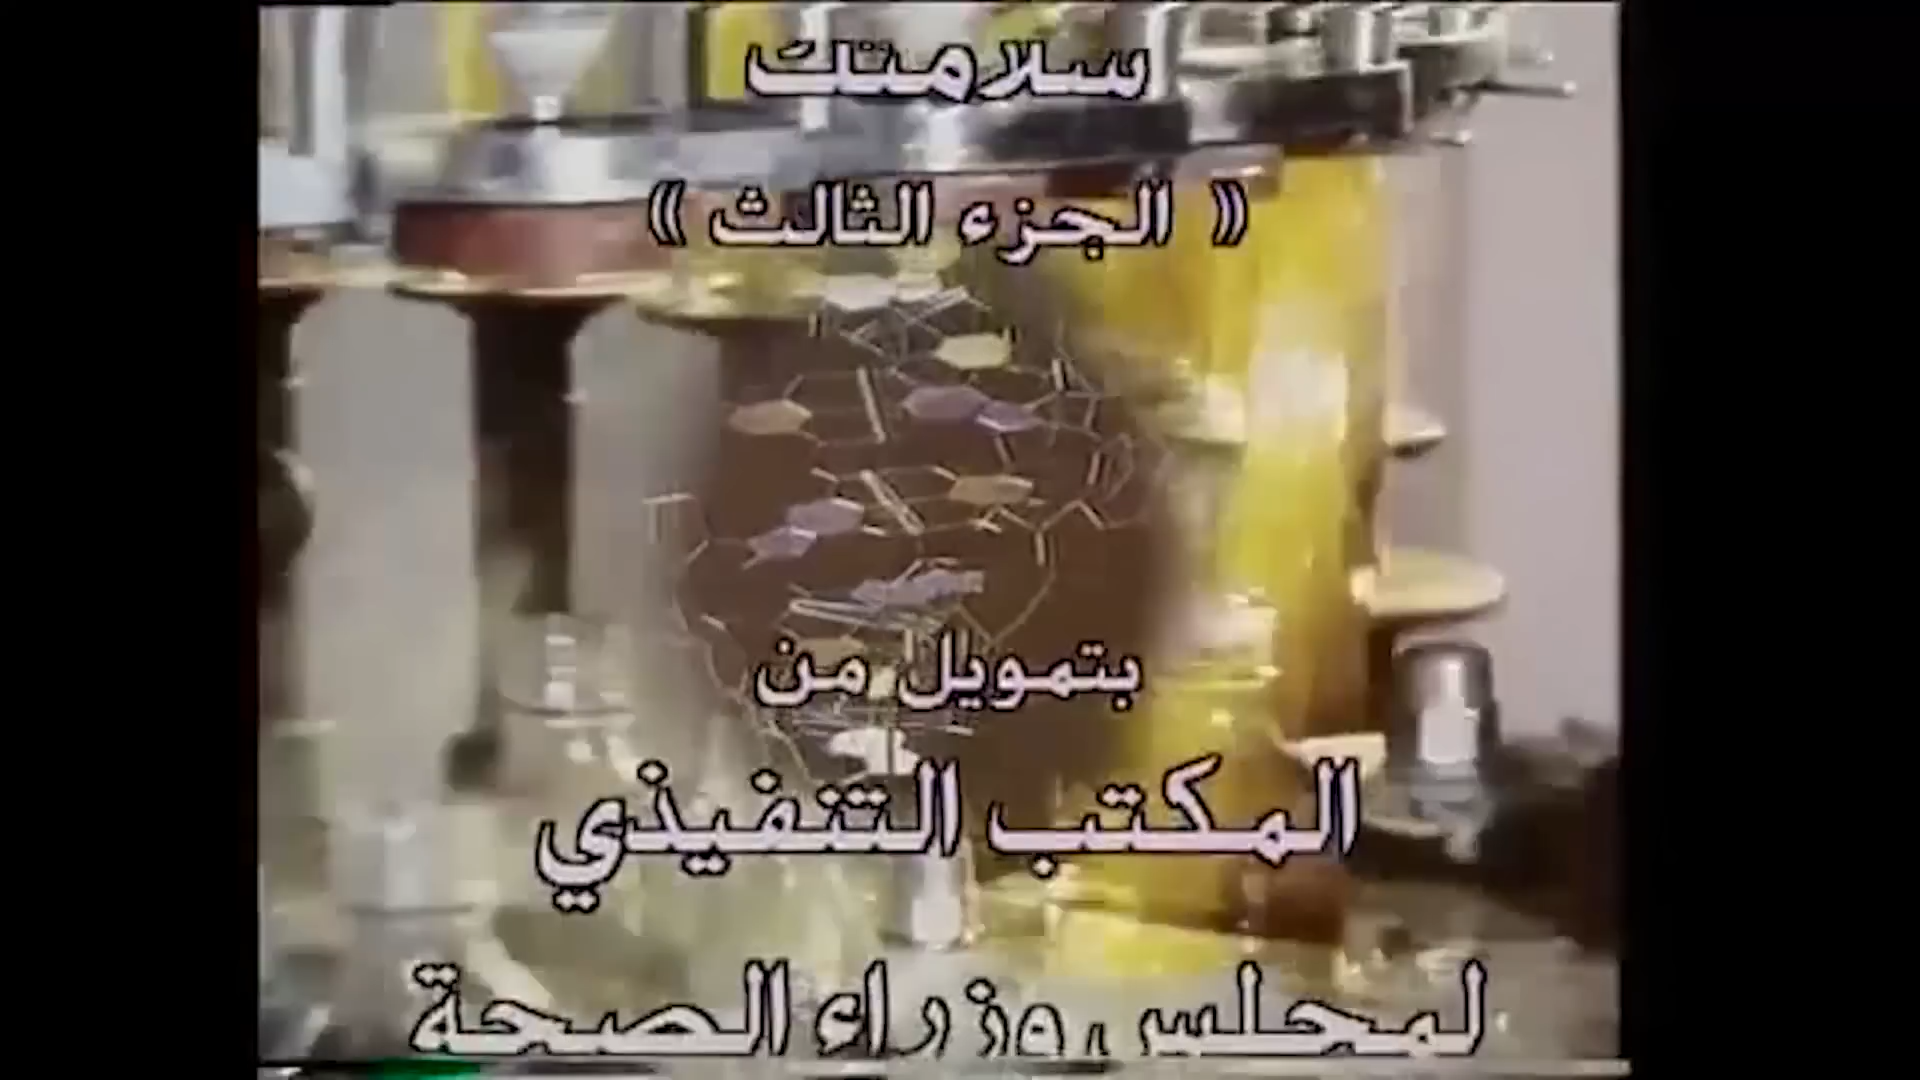 سلامتك
« الجزء الثالث »
بتمويل من
المكتب التنفيذي
لمجلس وزراء الصحة